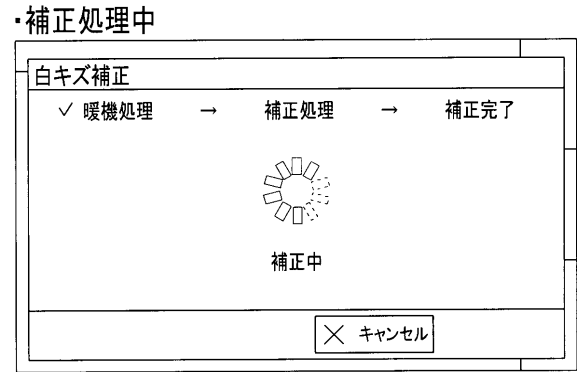 ・補正処理中
白キズ補正
✓ 暖機処理 → 補正処理 → 補正完了
補正中
× キャンセル